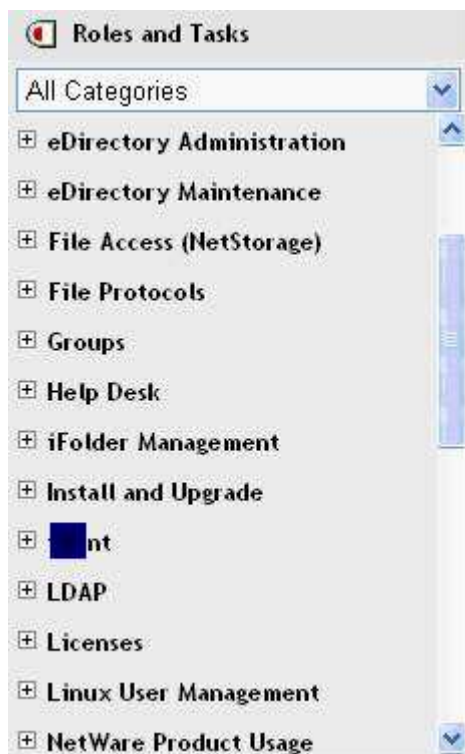 Roles and Tasks
All Categories
eDirectory Administration
eDirectory Maintenance
File Access (NetStorage)
File Protocols
Groups
Help Desk
iFolder Management
Install and Upgrade
LDAP
Licenses
Linux User Management
NetWare Product Usage